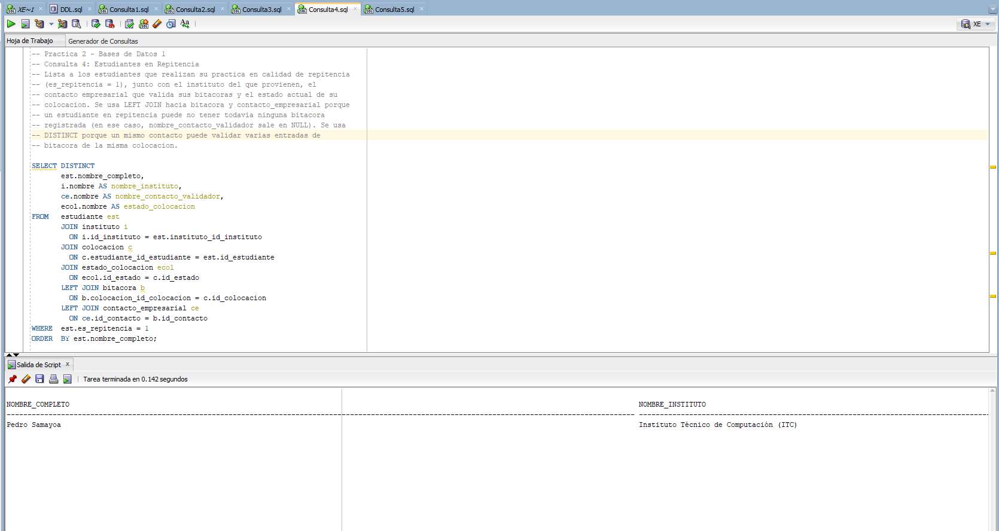 XE~1 DDL.sql Consulta1.sql Consulta2.sql Consulta3.sql Consulta4.sql Consulta5.sql
XE
Hoja de Trabajo Generador de Consultas
-- Practica 2 - Bases de Datos 1
-- Consulta 4: Estudiantes en Repitencia
-- Lista a los estudiantes que realizan su practica en calidad de repitencia
-- (es_repitencia = 1), junto con el instituto del que provienen, el
-- contacto empresarial que valida sus bitacoras y el estado actual de su
-- colocacion. Se usa LEFT JOIN hacia bitacora y contacto_empresarial porque
-- un estudiante en repitencia puede no tener todavia ninguna bitacora
-- registrada (en ese caso, nombre_contacto_validador sale en NULL). Se usa
-- DISTINCT porque un mismo contacto puede validar varias entradas de
-- bitacora de la misma colocacion.
SELECT DISTINCT
est.nombre_completo,
i.nombre AS nombre_instituto,
ce.nombre AS nombre_contacto_validador,
ecol.nombre AS estado_colocacion
FROM estudiante est
JOIN instituto i
ON i.id_instituto = est.instituto_id_instituto
JOIN colocacion c
ON c.estudiante_id_estudiante = est.id_estudiante
JOIN estado_colocacion ecol
ON ecol.id_estado = c.id_estado
LEFT JOIN bitacora b
ON b.colocacion_id_colocacion = c.id_colocacion
LEFT JOIN contacto_empresarial ce
ON ce.id_contacto = b.id_contacto
WHERE est.es_repitencia = 1
ORDER BY est.nombre_completo;
Salida de Script x
Tarea terminada en 0.142 segundos
NOMBRE_COMPLETO NOMBRE_INSTITUTO
Pedro Samayoa Instituto Técnico de Computación (ITC)